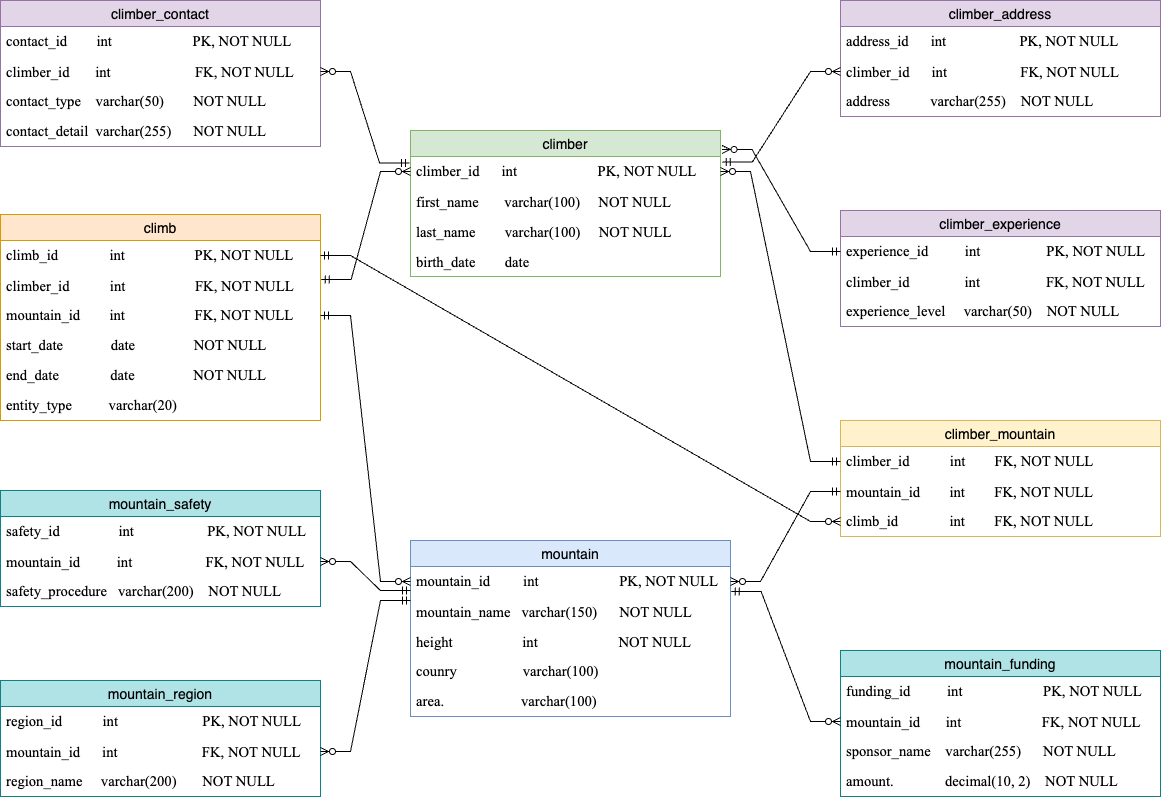 climber_contact
contact_id int PK, NOT NULL
climber_id int FK, NOT NULL
contact_type varchar(50) NOT NULL
contact_detail varchar(255) NOT NULL
climber_address
address_id int PK, NOT NULL
climber_id int FK, NOT NULL
address varchar(255) NOT NULL
climber
climber_id int PK, NOT NULL
first_name varchar(100) NOT NULL
last_name varchar(100) NOT NULL
birth_date date
climb
climb_id int PK, NOT NULL
climber_id int FK, NOT NULL
mountain_id int FK, NOT NULL
start_date date NOT NULL
end_date date NOT NULL
entity_type varchar(20)
climber_experience
experience_id int PK, NOT NULL
climber_id int FK, NOT NULL
experience_level varchar(50) NOT NULL
climber_mountain
climber_id int FK, NOT NULL
mountain_id int FK, NOT NULL
climb_id int FK, NOT NULL
mountain_safety
safety_id int PK, NOT NULL
mountain_id int FK, NOT NULL
safety_procedure varchar(200) NOT NULL
mountain
mountain_id int PK, NOT NULL
mountain_name varchar(150) NOT NULL
height int NOT NULL
counry varchar(100)
area. varchar(100)
mountain_region
region_id int PK, NOT NULL
mountain_id int FK, NOT NULL
region_name varchar(200) NOT NULL
mountain_funding
funding_id int PK, NOT NULL
mountain_id int FK, NOT NULL
sponsor_name varchar(255) NOT NULL
amount. decimal(10, 2) NOT NULL